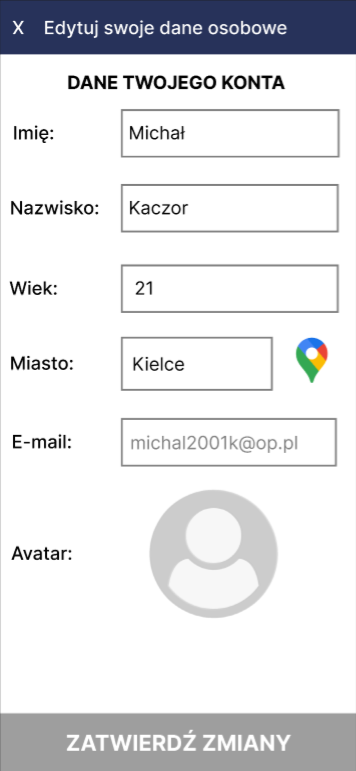 X Edytuj swoje dane osobowe
DANE TWOJEGO KONTA
Imię: Michał
Nazwisko: Kaczor
Wiek: 21
Miasto: Kielce
E-mail: michal2001k@op.pl
Avatar:
ZATWIERDŹ ZMIANY